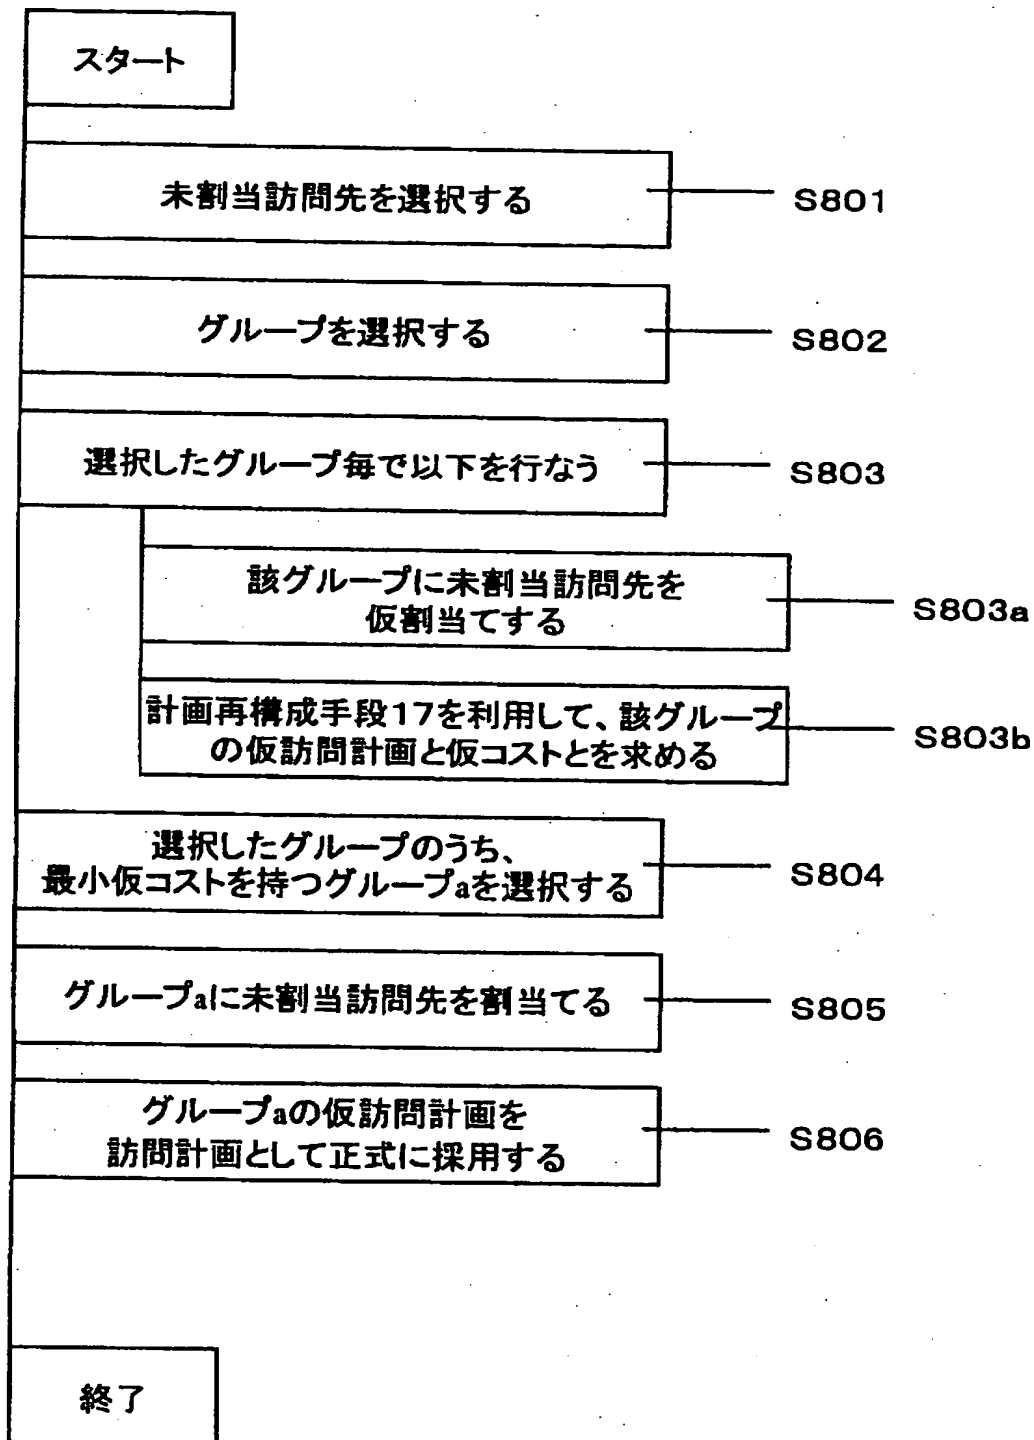 スタート
未割当訪問先を選択する
S801
グループを選択する
S802
選択したグループ毎で以下を行なう
S803
該グループに未割当訪問先を
仮割当てする
S803a
計画再構成手段17を利用して、該グループ
の仮訪問計画と仮コストとを求める
S803b
選択したグループのうち、
最小仮コストを持つグループaを選択する
S804
グループaに未割当訪問先を割当てる
S805
グループaの仮訪問計画を
訪問計画として正式に採用する
S806
終了